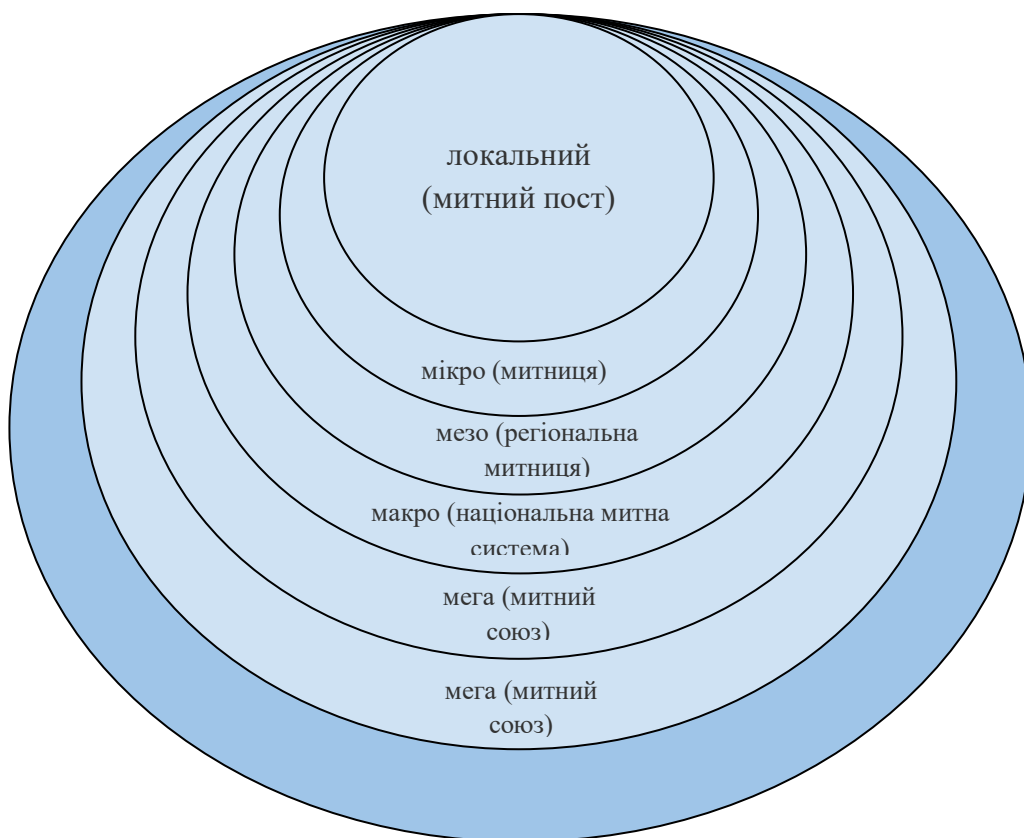 локальний
(митний пост)
мікро (митниця)
мезо (регіональна
митниця)
макро (національна митна
система)
мега (митний
союз)
мега (митний
союз)